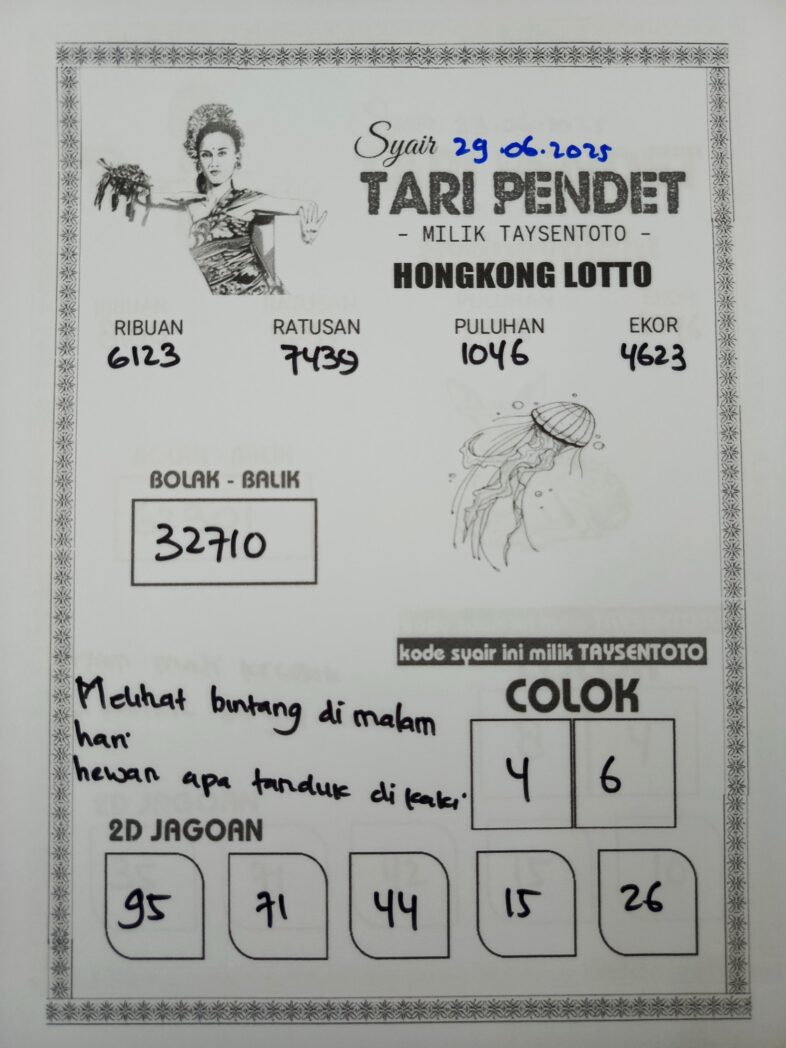 Syair 29.06.2025
TARI PENDET
- MILIK TAYSENTOTO -
HONGKONG LOTTO
RIBUAN RATUSAN PULUHAN EKOR
6123 7439 1046 4623
BOLAK - BALIK
32710
kode syair ini milik TAYSENTOTO
Melihat bintang di malam
hari
hewan apa tanduk di kaki
COLOK
4 6
2D JAGOAN
95 71 44 15 26